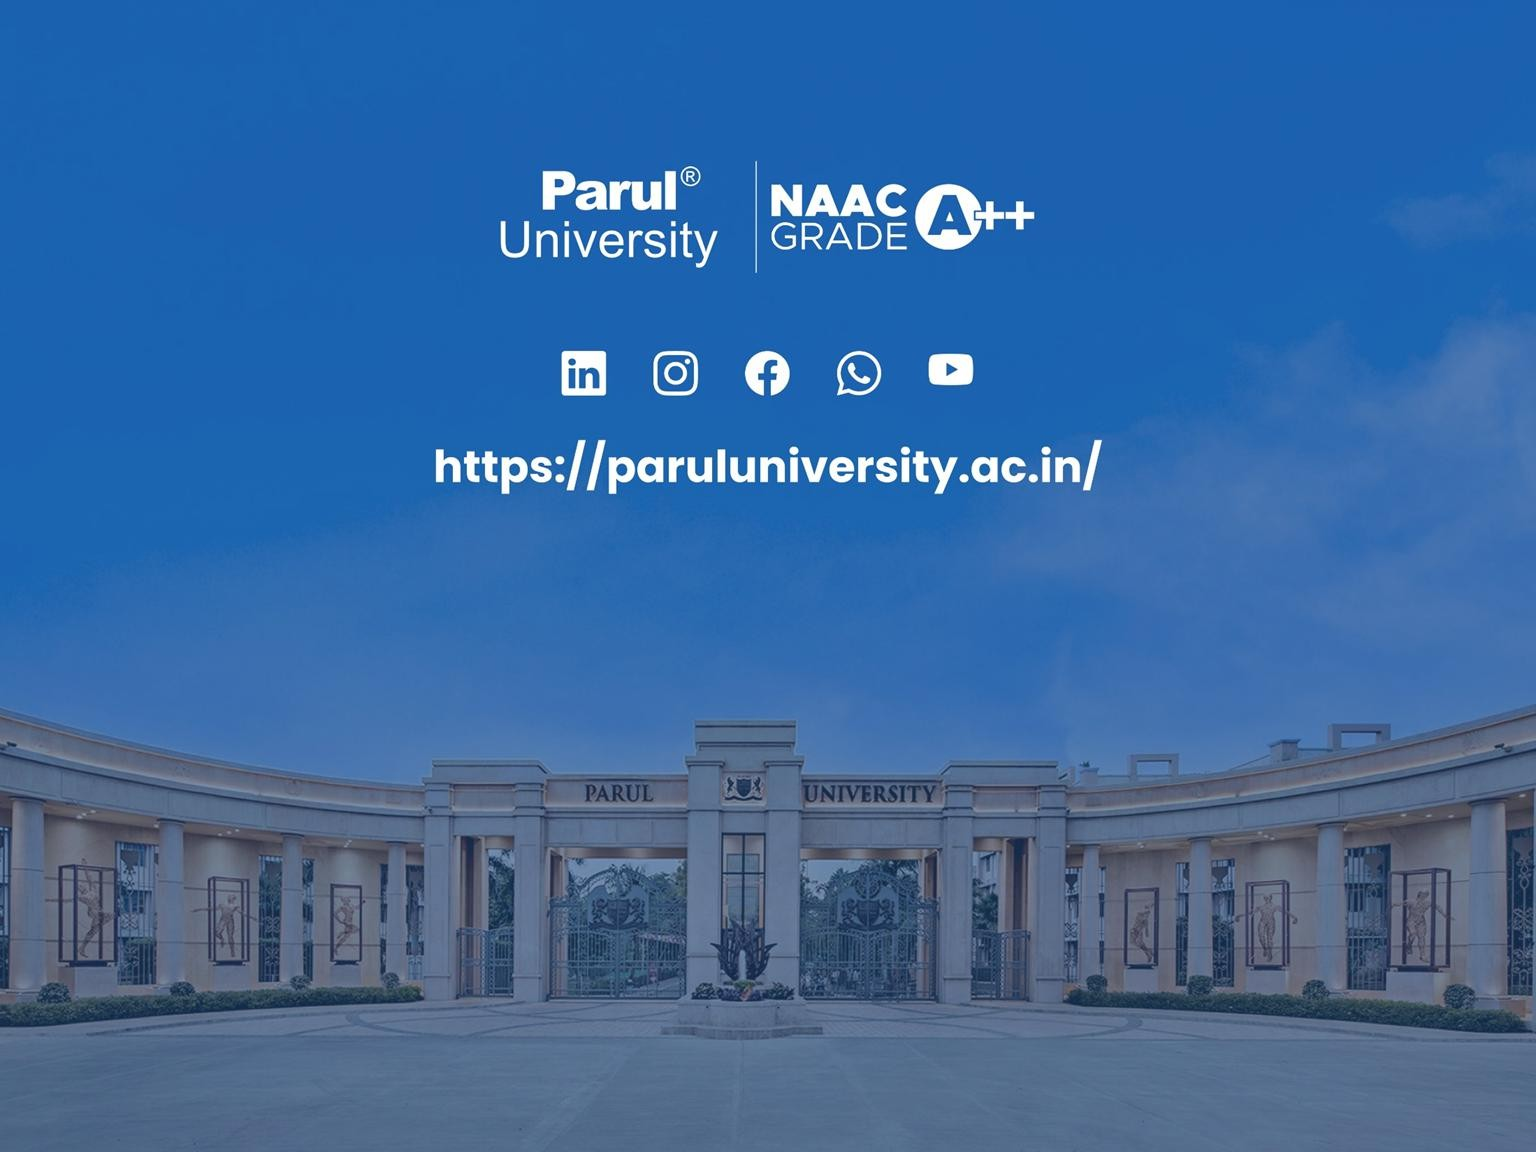 Parul®
University
NAAC
GRADE A++
https://paruluniversity.ac.in/
PARUL UNIVERSITY